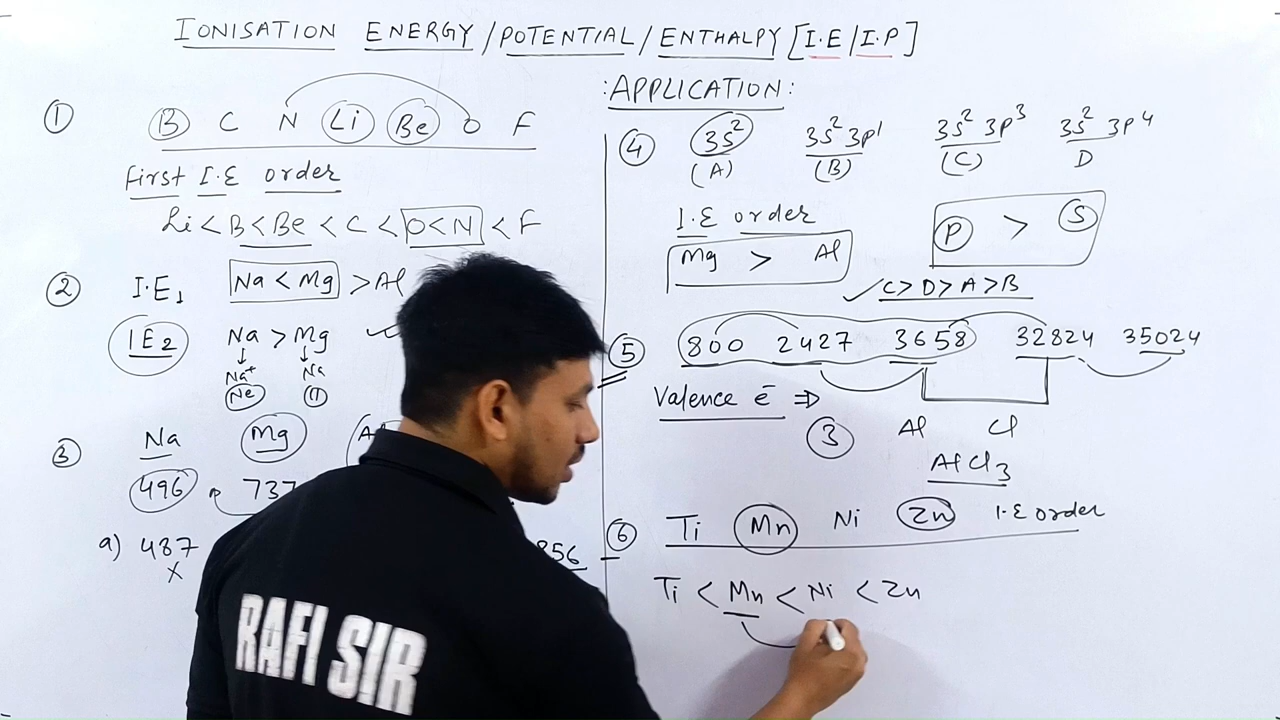 IONISATION ENERGY/POTENTIAL/ENTHALPY [I.E/I.P]
:APPLICATION:
① B C N Li Be O F
First I.E order
Li < B < Be < C < O < N < F
② I.E₁ Na < Mg > Al
IE₂ Na > Mg ✓
↓ ↓
Na⁺ Na
Ne
③ Na Mg
496 737
a) 487 856
X
④ 3s² 3s² 3p¹ 3s² 3p³ 3s² 3p⁴
(A) (B) (C) D
I.E order
Mg > Al P > S
✓ C > D > A > B
⑤ 800 2427 3658 32824 35024
Valence e⁻ ⇒ 3 Al Cl
AlCl₃
⑥ Ti Mn Ni Zn I.E order
Ti < Mn < Ni < Zn
RAFI SIR